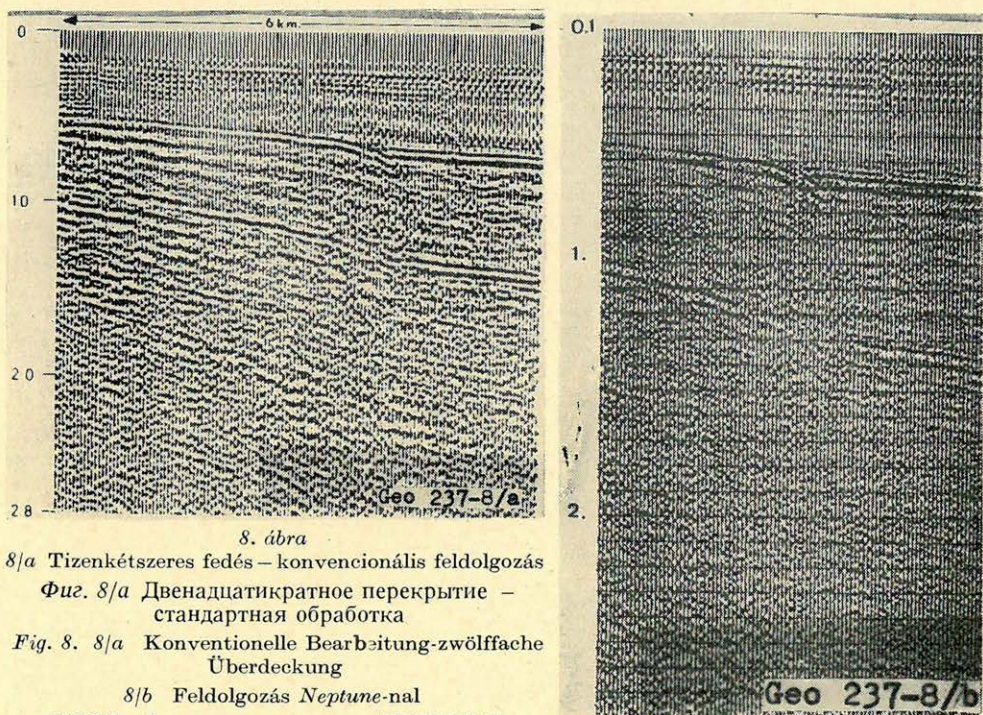 6 km.
0
10
20
28
Geo 237-8/a
0,1
1.
2.
Geo 237-8/b
8. ábra
8/a Tizenkétszeres fedés – konvencionális feldolgozás
Фиг. 8/a Двенадцатикратное перекрытие –
стандартная обработка
Fig. 8. 8/a Konventionelle Bearbeitung-zwölffache
Überdeckung
8/b Feldolgozás Neptune-nal